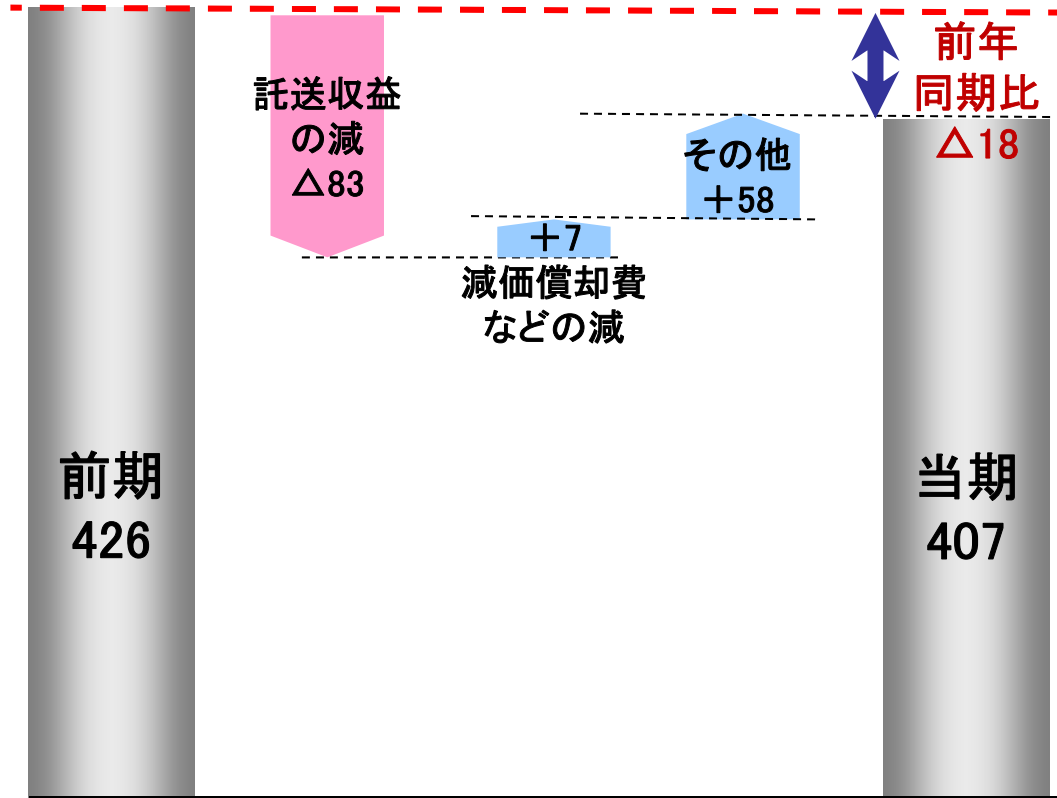 前期
426
託送収益
の減
△83
＋7
減価償却費
などの減
その他
＋58
前年
同期比
△18
当期
407